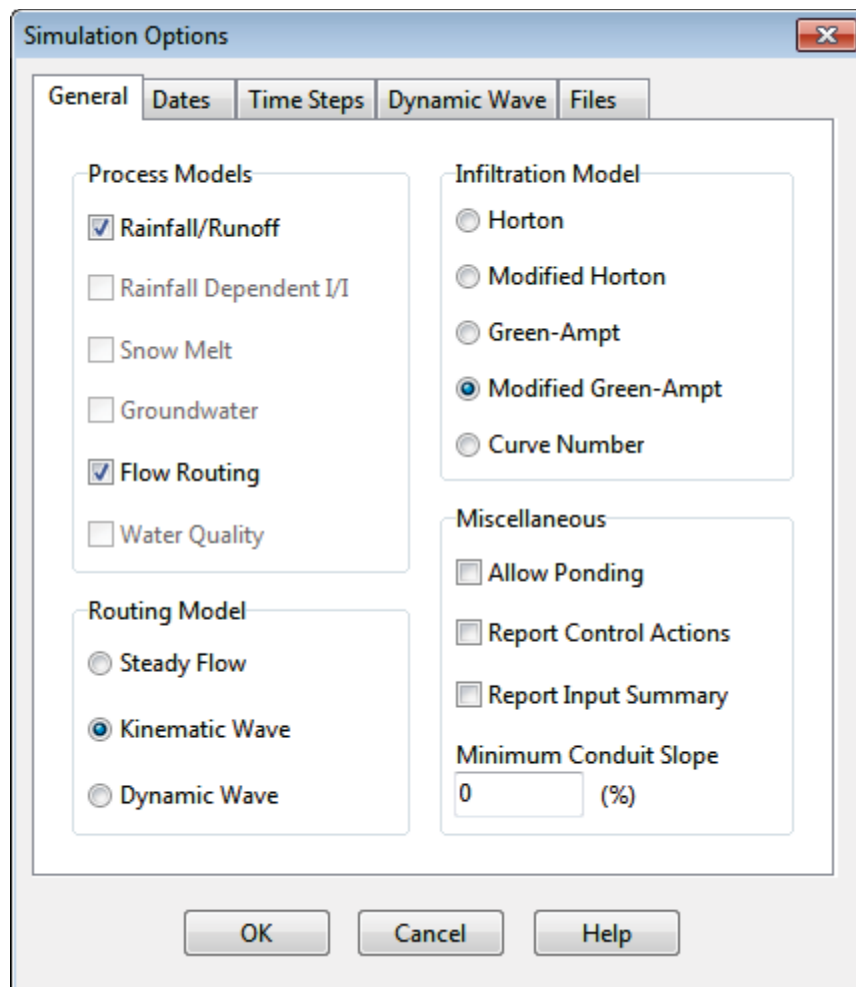 Simulation Options
General
Dates
Time Steps
Dynamic Wave
Files
Process Models
Rainfall/Runoff
Rainfall Dependent I/I
Snow Melt
Groundwater
Flow Routing
Water Quality
Routing Model
Steady Flow
Kinematic Wave
Dynamic Wave
Infiltration Model
Horton
Modified Horton
Green-Ampt
Modified Green-Ampt
Curve Number
Miscellaneous
Allow Ponding
Report Control Actions
Report Input Summary
Minimum Conduit Slope
0 (%)
OK
Cancel
Help